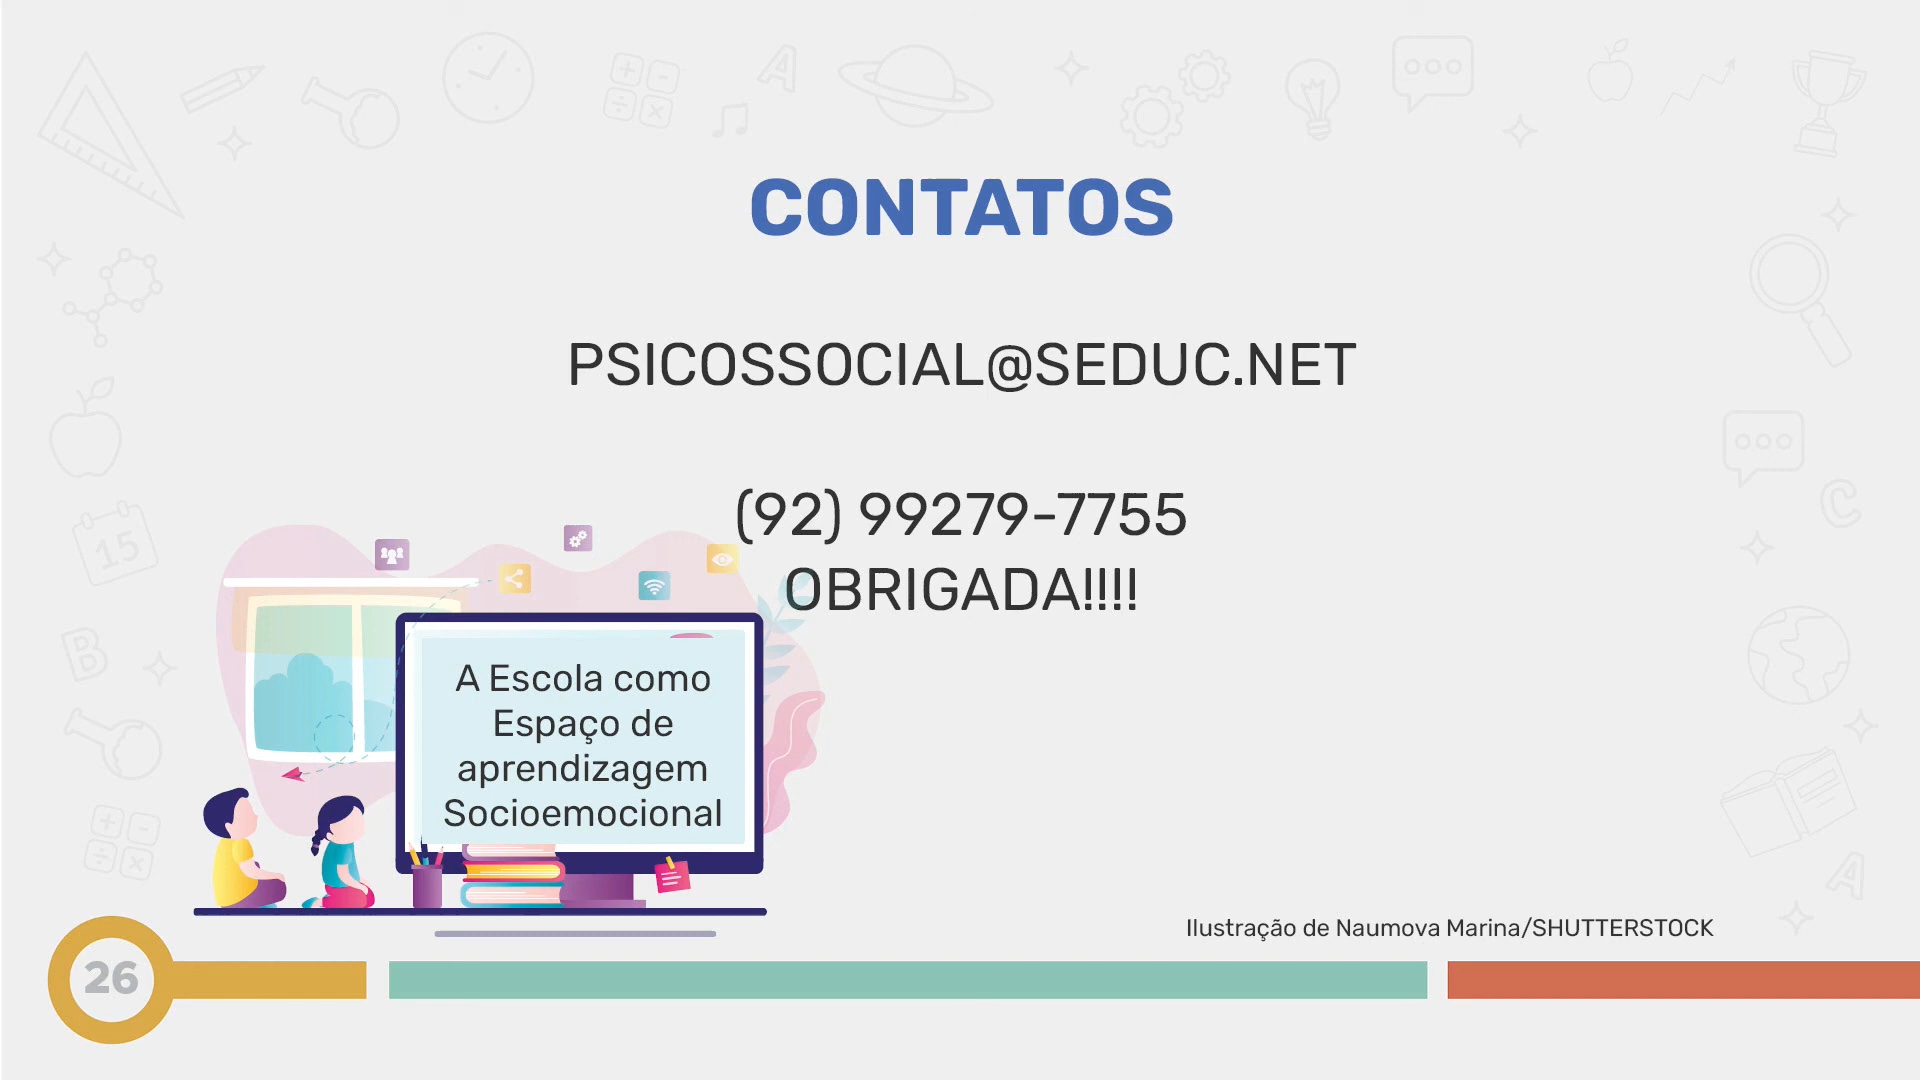 CONTATOS
PSICOSSOCIAL@SEDUC.NET
(92) 99279-7755
OBRIGADA!!!!
A Escola como
Espaço de
aprendizagem
Socioemocional
Ilustração de Naumova Marina/SHUTTERSTOCK
26
A
C
15
B
A